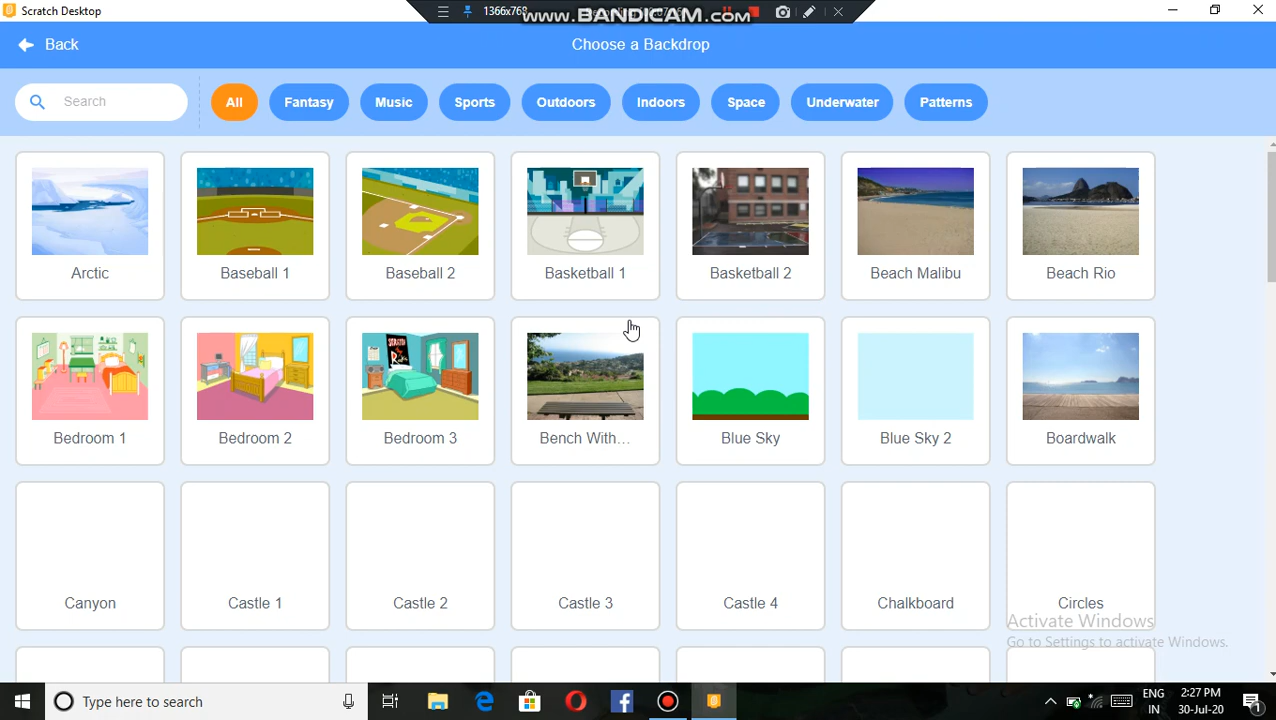 Scratch Desktop
1366x768
www.BANDICAM.com
Back
Choose a Backdrop
Search
All
Fantasy
Music
Sports
Outdoors
Indoors
Space
Underwater
Patterns
Arctic
Baseball 1
Baseball 2
Basketball 1
Basketball 2
Beach Malibu
Beach Rio
Bedroom 1
Bedroom 2
Bedroom 3
Bench With...
Blue Sky
Blue Sky 2
Boardwalk
Canyon
Castle 1
Castle 2
Castle 3
Castle 4
Chalkboard
Circles
Activate Windows
Go to Settings to activate Windows.
Type here to search
ENG
IN
2:27 PM
30-Jul-20
1